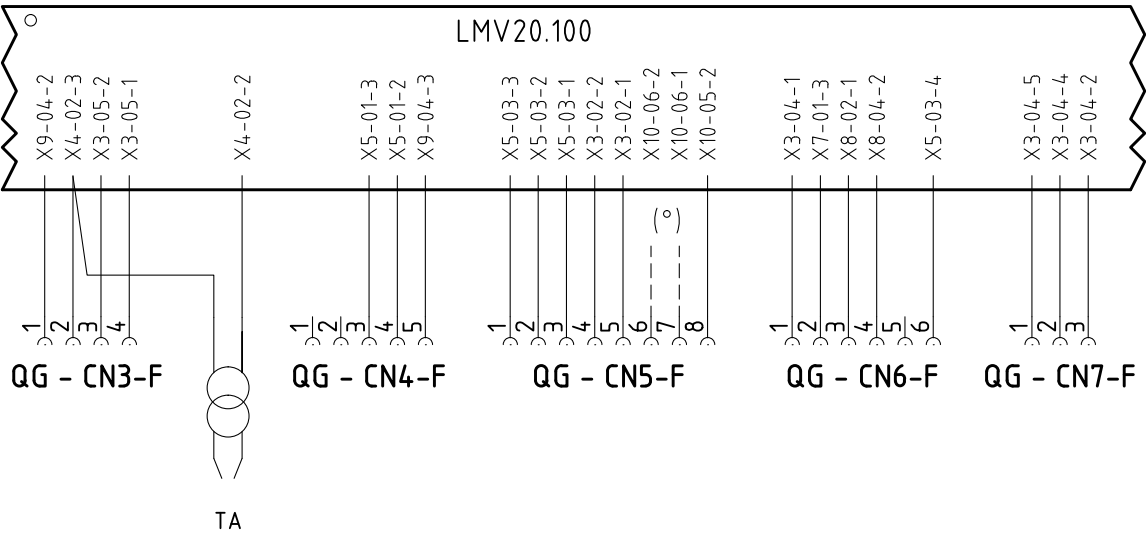 LMV20.100
X9-04-2
X4-02-3
X3-05-2
X3-05-1
X4-02-2
X5-01-3
X5-01-2
X9-04-3
X5-03-3
X5-03-2
X5-03-1
X3-02-2
X3-02-1
X10-06-2
X10-06-1
X10-05-2
X3-04-1
X7-01-3
X8-02-1
X8-04-2
X5-03-4
X3-04-5
X3-04-4
X3-04-2
(°)
1 2 3 4
1 2 3 4 5
1 2 3 4 5 6 7 8
1 2 3 4 5 6
1 2 3
QG - CN3-F
QG - CN4-F
QG - CN5-F
QG - CN6-F
QG - CN7-F
TA